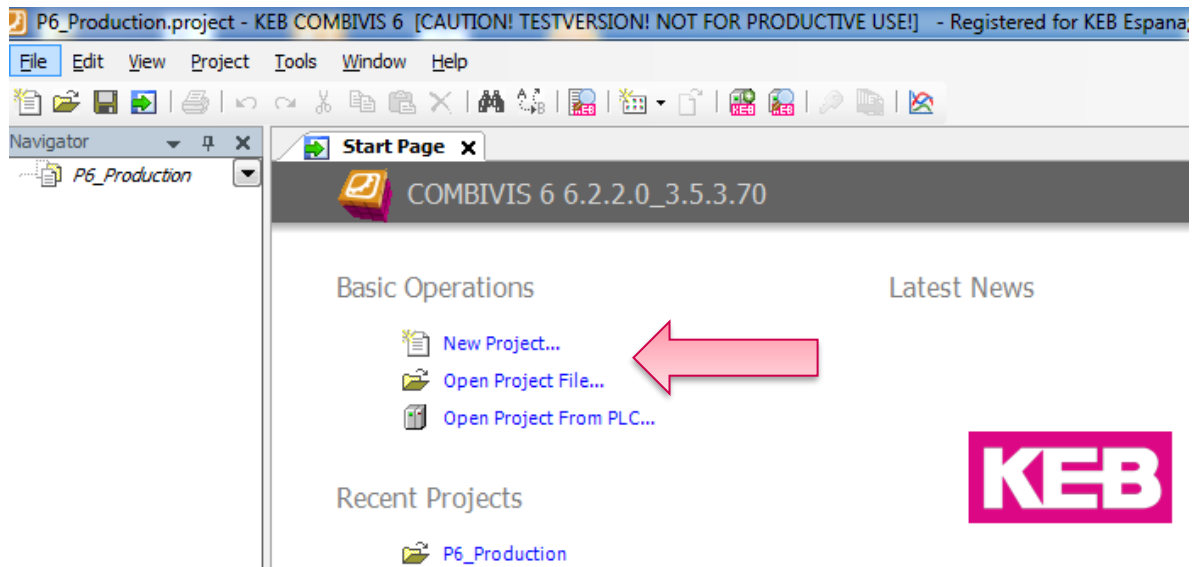 P6_Production.project - KEB COMBIVIS 6 [CAUTION! TESTVERSION! NOT FOR PRODUCTIVE USE!] - Registered for KEB Espana;
File Edit View Project Tools Window Help
Navigator
Start Page
P6_Production
COMBIVIS 6 6.2.2.0_3.5.3.70
Basic Operations
Latest News
New Project...
Open Project File...
Open Project From PLC...
KEB
Recent Projects
P6_Production